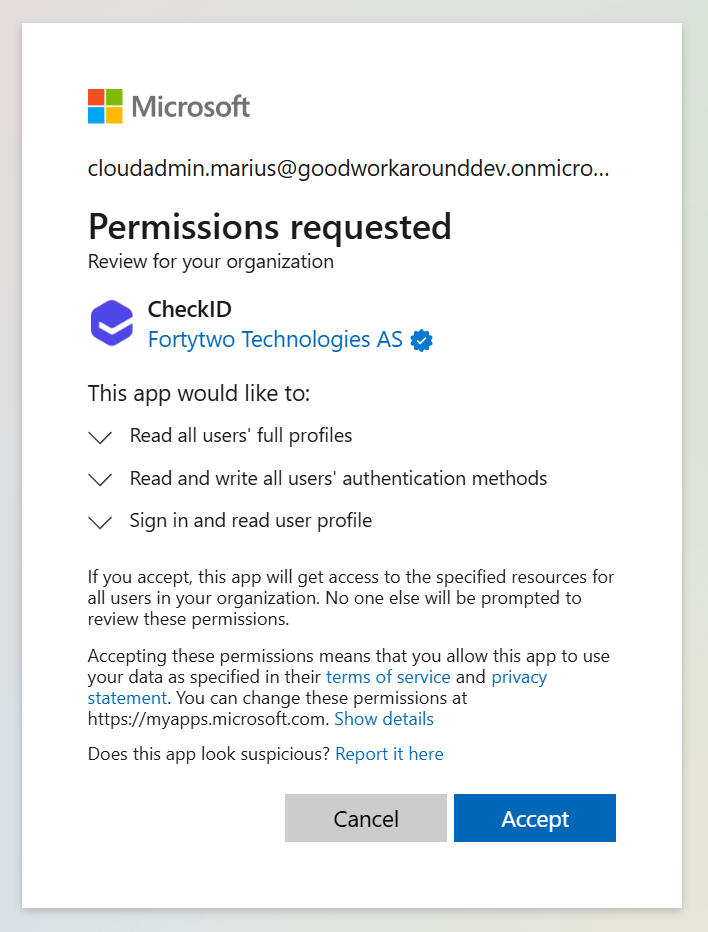 Microsoft
cloudadmin.marius@goodworkarounddev.onmicro...
Permissions requested
Review for your organization
CheckID
Fortytwo Technologies AS
This app would like to:
Read all users' full profiles
Read and write all users' authentication methods
Sign in and read user profile
If you accept, this app will get access to the specified resources for
all users in your organization. No one else will be prompted to
review these permissions.
Accepting these permissions means that you allow this app to use
your data as specified in their terms of service and privacy
statement. You can change these permissions at
https://myapps.microsoft.com. Show details
Does this app look suspicious? Report it here
Cancel Accept